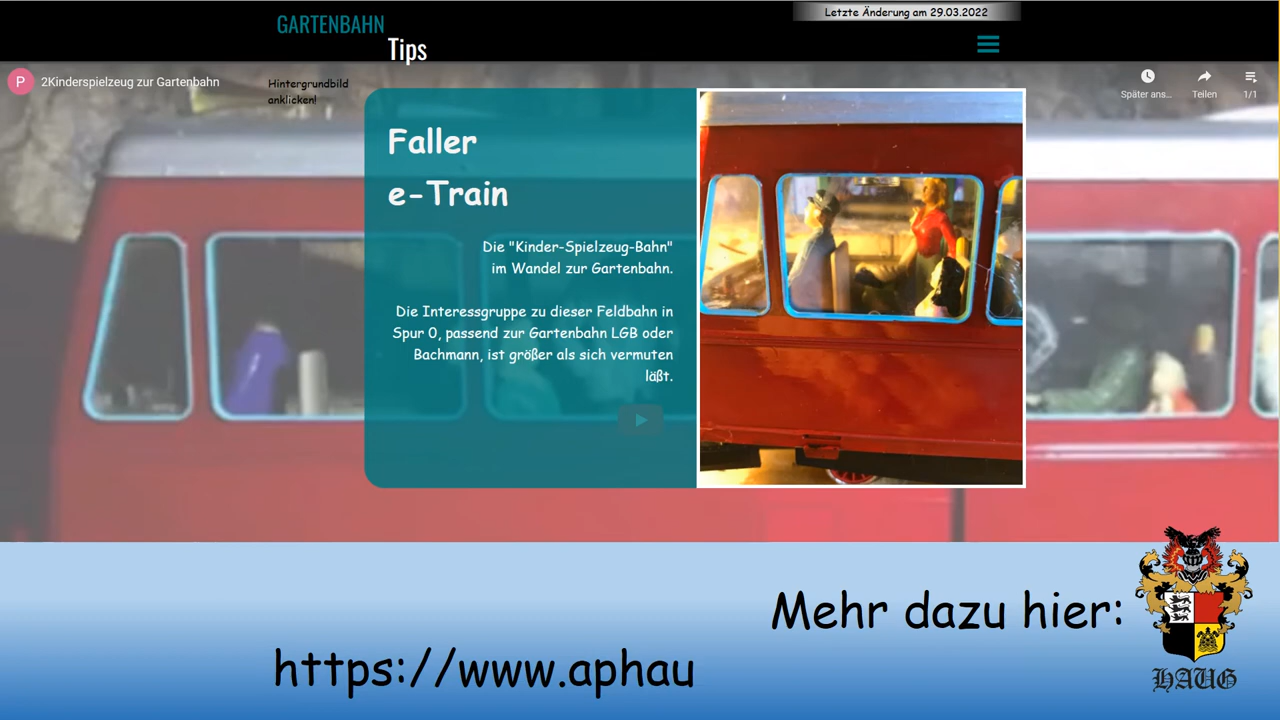 Letzte Änderung am 29.03.2022
GARTENBAHN
Tips
P
2Kinderspielzeug zur Gartenbahn
Hintergrundbild
anklicken!
Später ans...
Teilen
1/1
Faller
e-Train
Die "Kinder-Spielzeug-Bahn"
im Wandel zur Gartenbahn.
Die Interessgruppe zu dieser Feldbahn in
Spur 0, passend zur Gartenbahn LGB oder
Bachmann, ist größer als sich vermuten
läßt.
Mehr dazu hier:
https://www.aphau
HAUG